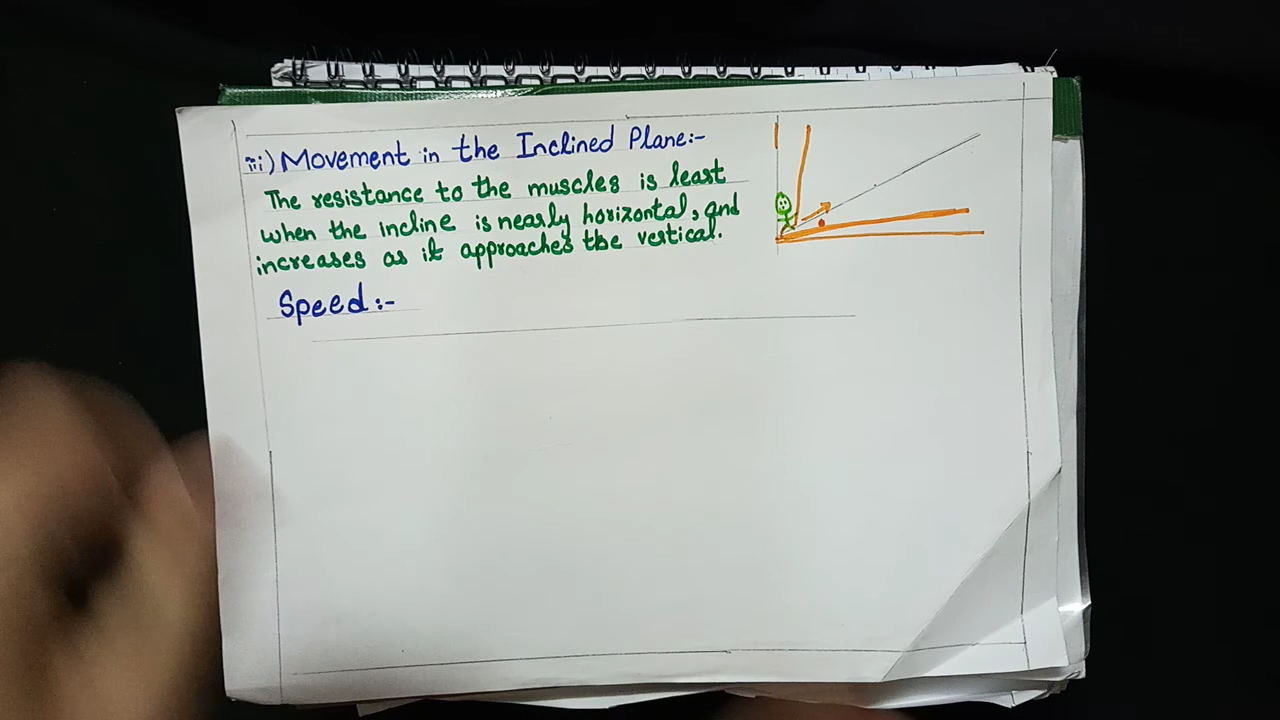 iii) Movement in the Inclined Plane:-
The resistance to the muscles is least
when the incline is nearly horizontal, and
increases as it approaches the vertical.
Speed:-